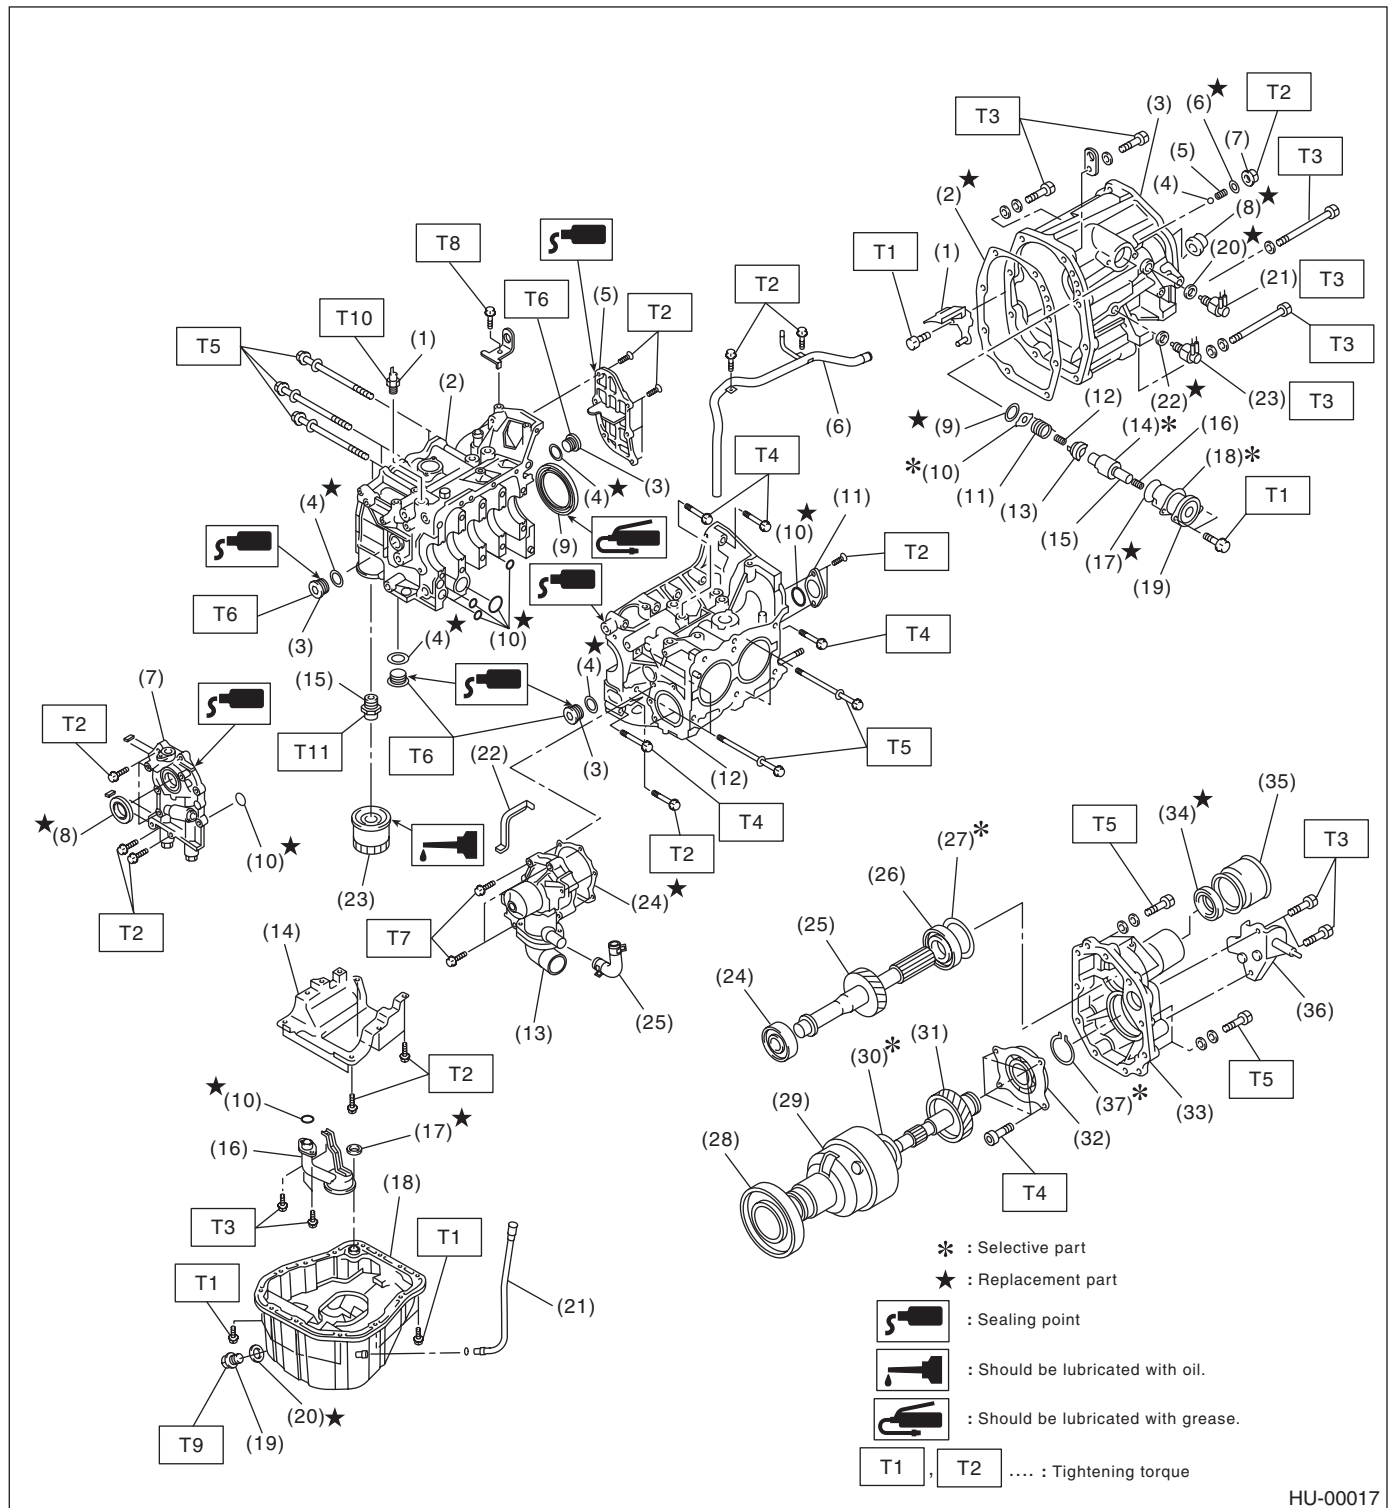 (6)★
T2
T3
(3)
(7)
(5)
T3
(2)★
(4)
(8)★
T8
(20)★
T1
(1)
T6
(5)
T2
T2
(21)
T3
T10
(1)
T5
(2)
T3
(22)★
(23)
T3
(6)
★(9)
(12)
(14)*
(16)
*(10)
(18)*
T4
(11)
(13)
T1
(4)★
(4)★
(3)
(15)
(17)★
(19)
(10)★
(11)
(9)
T2
T6
(3)
(10)★
(4)★
(4)★
T4
(7)
(15)
T2
T11
T6
(22)
(3)
(12)
T5
(35)
★(8)
(10)★
T4
T2
(34)★
T5
T3
(27)*
(23)
(24)★
(26)
T2
T7
(25)
(14)
(24)
(36)
(13)
(25)
(30)*
(31)
T2
T5
★(10)
(17)★
(29)
(37)*
(33)
(32)
(16)
(28)
(18)
T4
T3
T1
* : Selective part
T1
★ : Replacement part
(21)
: Sealing point
: Should be lubricated with oil.
(20)★
: Should be lubricated with grease.
T9
(19)
T1 , T2 .... : Tightening torque
HU-00017